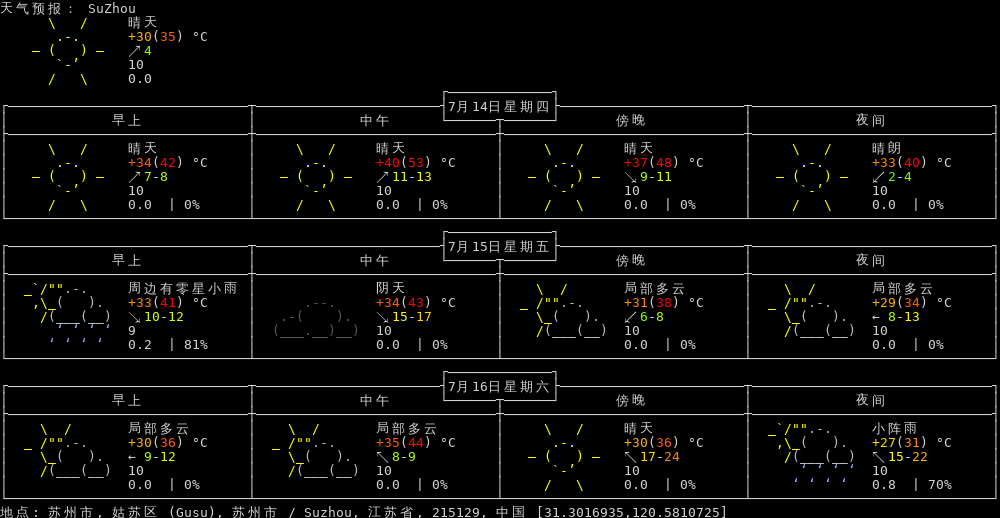 天气预报: SuZhou
晴天
+30(35) °C
↗4
10
0.0
7月14日星期四
早上 中午 傍晚 夜间
晴天 晴天 晴天 晴朗
+34(42) °C +40(53) °C +37(48) °C +33(40) °C
↗7-8 ↗11-13 ↘9-11 ↙2-4
10 10 10 10
0.0 | 0% 0.0 | 0% 0.0 | 0% 0.0 | 0%
7月15日星期五
早上 中午 傍晚 夜间
周边有零星小雨 阴天 局部多云 局部多云
+33(41) °C +34(43) °C +31(38) °C +29(34) °C
↘10-12 ↘15-17 ↙6-8 ← 8-13
9 10 10 10
0.2 | 81% 0.0 | 0% 0.0 | 0% 0.0 | 0%
7月16日星期六
早上 中午 傍晚 夜间
局部多云 局部多云 晴天 小阵雨
+30(36) °C +35(44) °C +30(36) °C +27(31) °C
← 9-12 ↖8-9 ↖17-24 ↖15-22
10 10 10 10
0.0 | 0% 0.0 | 0% 0.0 | 0% 0.8 | 70%
地点: 苏州市, 姑苏区 (Gusu), 苏州市 / Suzhou, 江苏省, 215129, 中国 [31.3016935,120.5810725]